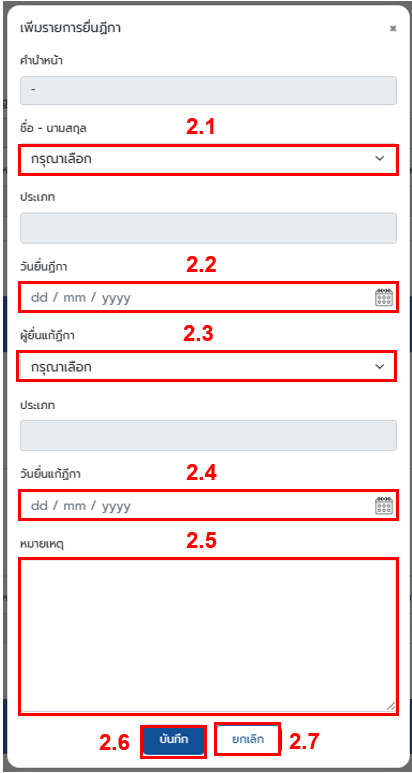 เพิ่มรายการยื่นฎีกา ×
คำนำหน้า
-
ชื่อ - นามสกุล 2.1
กรุณาเลือก
ประเภท
วันยื่นฎีกา 2.2
dd / mm / yyyy
ผู้ยื่นแก้ฎีกา 2.3
กรุณาเลือก
ประเภท
วันยื่นแก้ฎีกา 2.4
dd / mm / yyyy
หมายเหตุ 2.5
2.6 บันทึก ยกเลิก 2.7